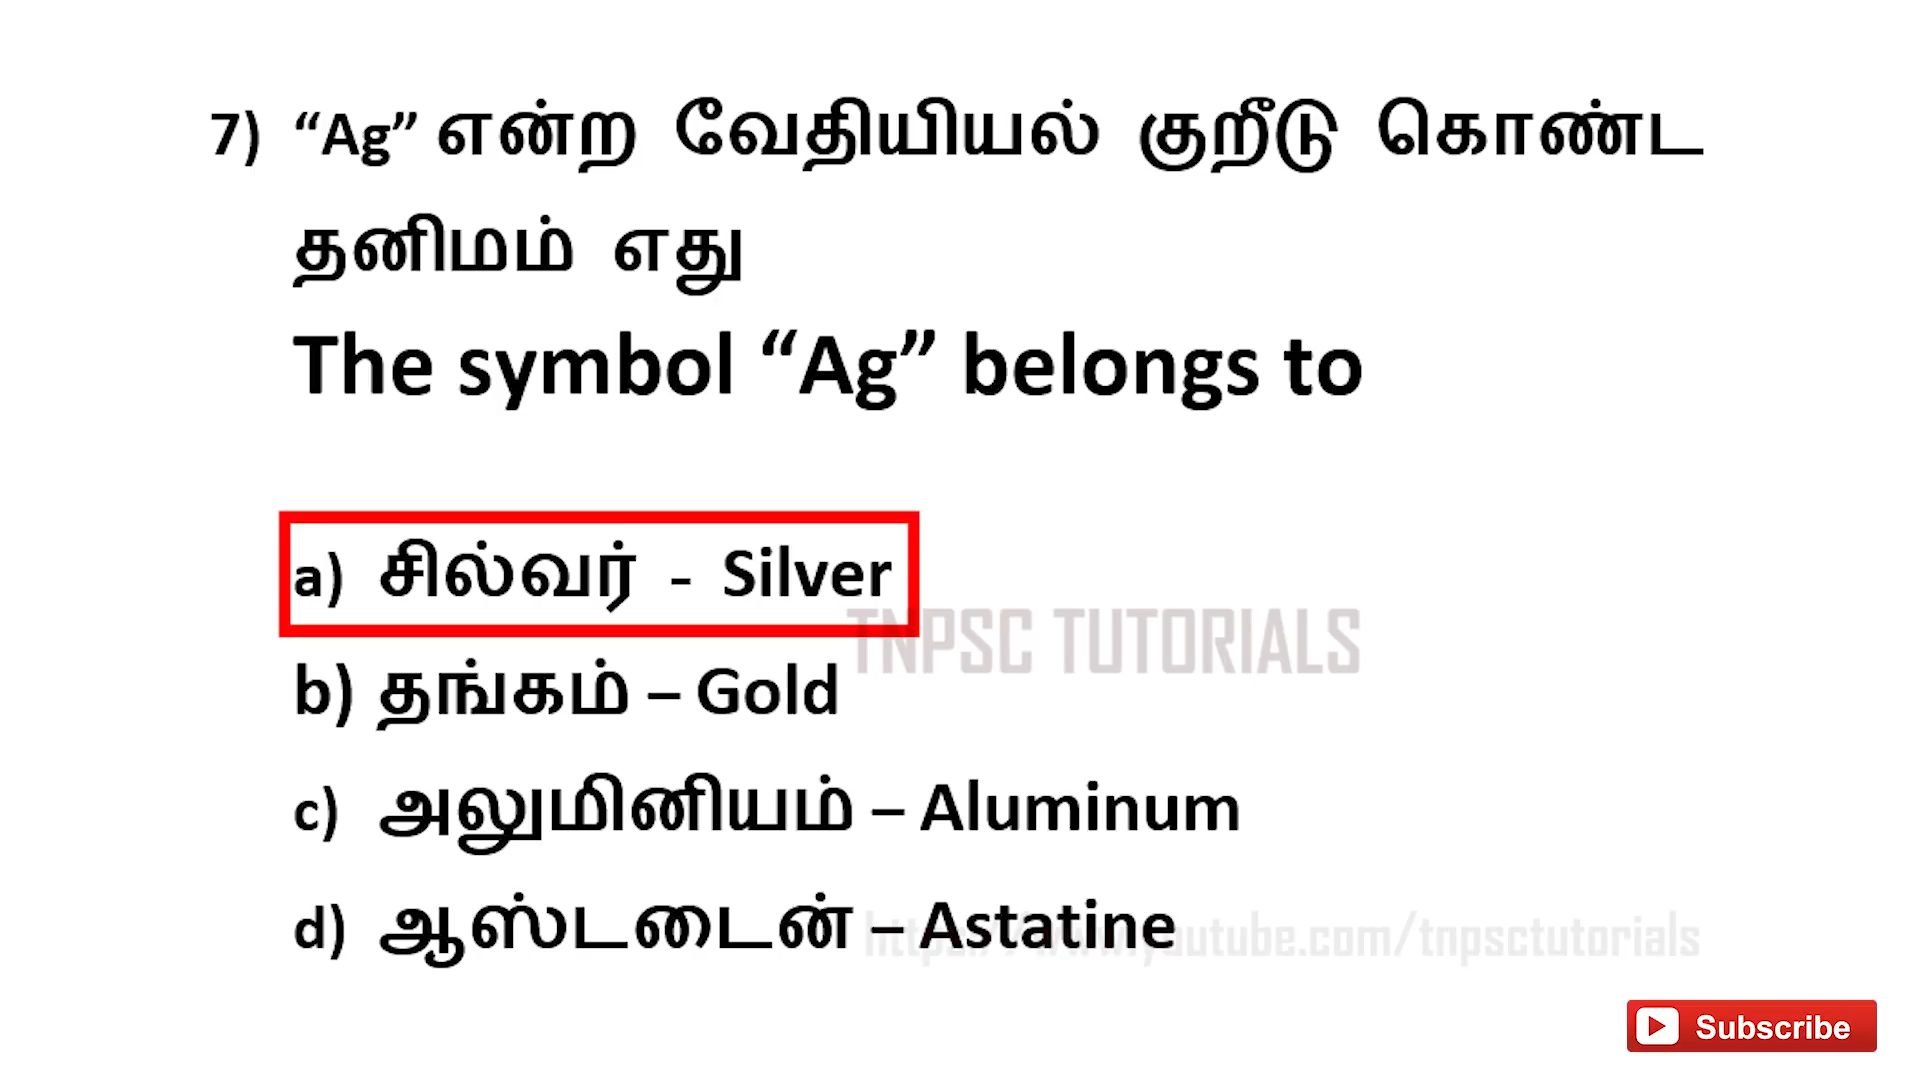 7) “Ag” என்ற வேதியியல் குறீடு கொண்ட
தனிமம் எது
The symbol “Ag” belongs to
a) சில்வர் - Silver
TNPSC TUTORIALS
b) தங்கம் – Gold
c) அலுமினியம் – Aluminum
d) ஆஸ்டடைன் – Astatine
youtube.com/tnpsctutorials
Subscribe